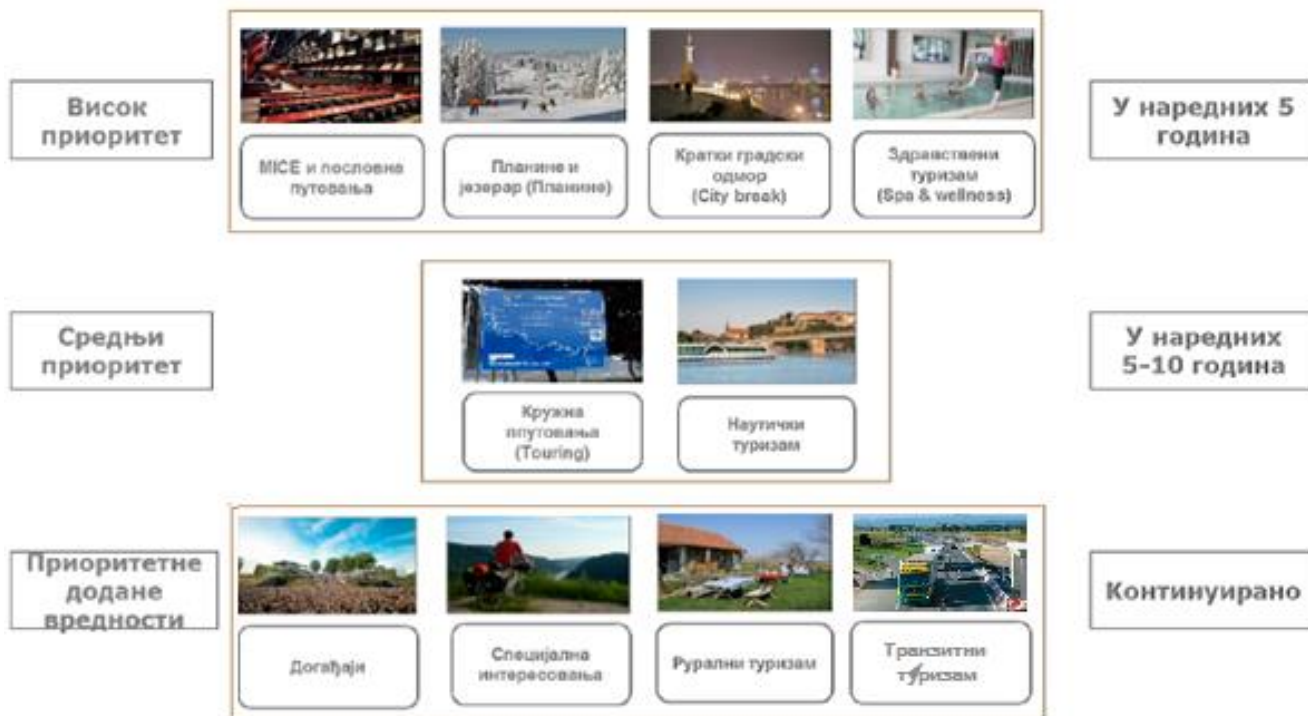 Висок
приоритет
MICE и пословна
путовања
Планине и
језерар (Планине)
Кратки градски
одмор
(City break)
Здравствени
туризам
(Spa & wellness)
У наредних 5
година
Средњи
приоритет
Кружна
ппутовања
(Touring)
Наутички
туризам
У наредних
5-10 година
Приоритетне
додане
вредности
Догађаји
Специјална
интересовања
Рурални туризам
Транзитни
туризам
Континуирано